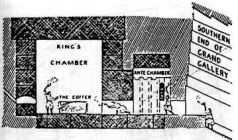 KING'S
CHAMBER
THE COFFER
ANTE CHAMBER
SOUTHERN
END OF
GRAND
GALLERY